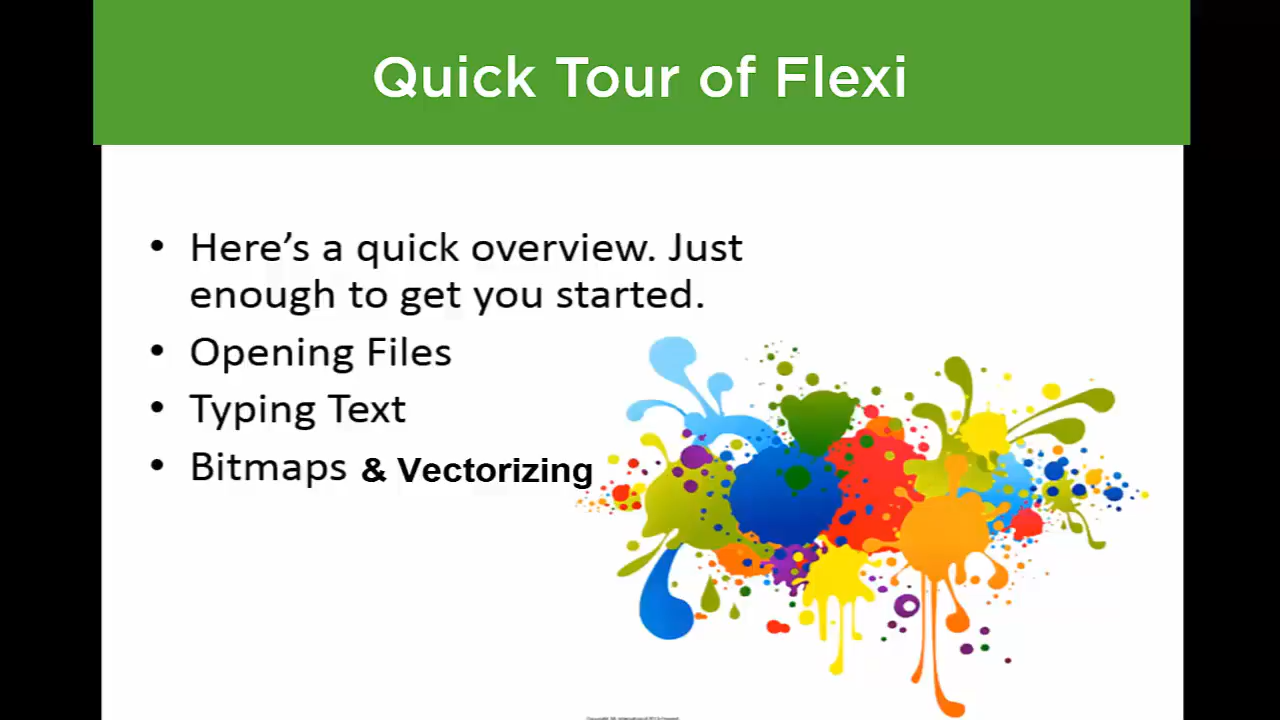 Quick Tour of Flexi
• Here’s a quick overview. Just
enough to get you started.
• Opening Files
• Typing Text
• Bitmaps & Vectorizing